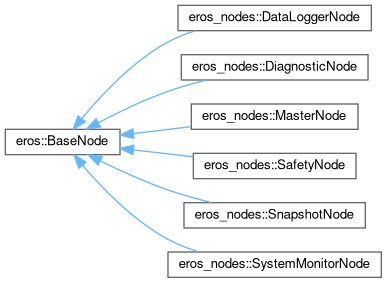 eros_nodes::DataLoggerNode
eros_nodes::DiagnosticNode
eros_nodes::MasterNode
eros::BaseNode
eros_nodes::SafetyNode
eros_nodes::SnapshotNode
eros_nodes::SystemMonitorNode